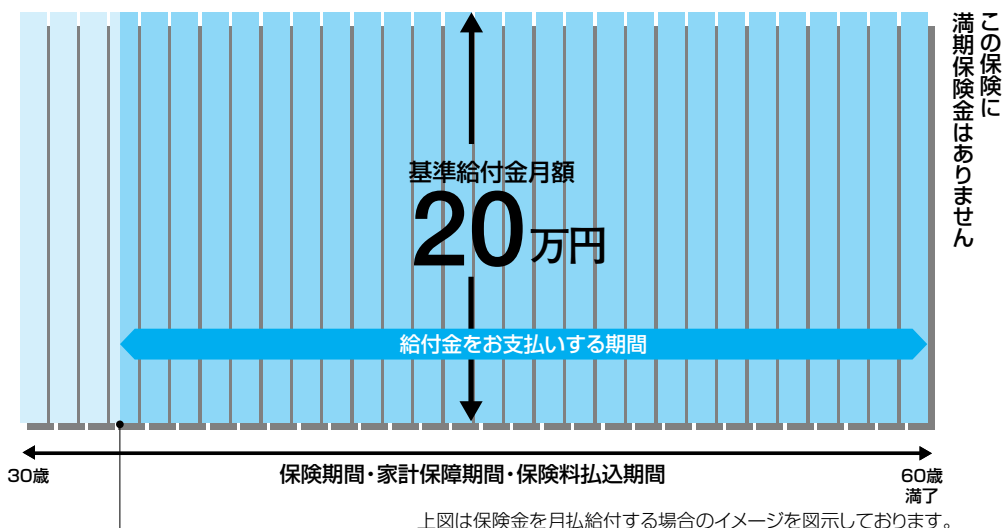 この保険に
満期保険金はありません
基準給付金月額
20万円
給付金をお支払いする期間
30歳
保険期間・家計保障期間・保険料払込期間
60歳
満了
上図は保険金を月払給付する場合のイメージを図示しております。